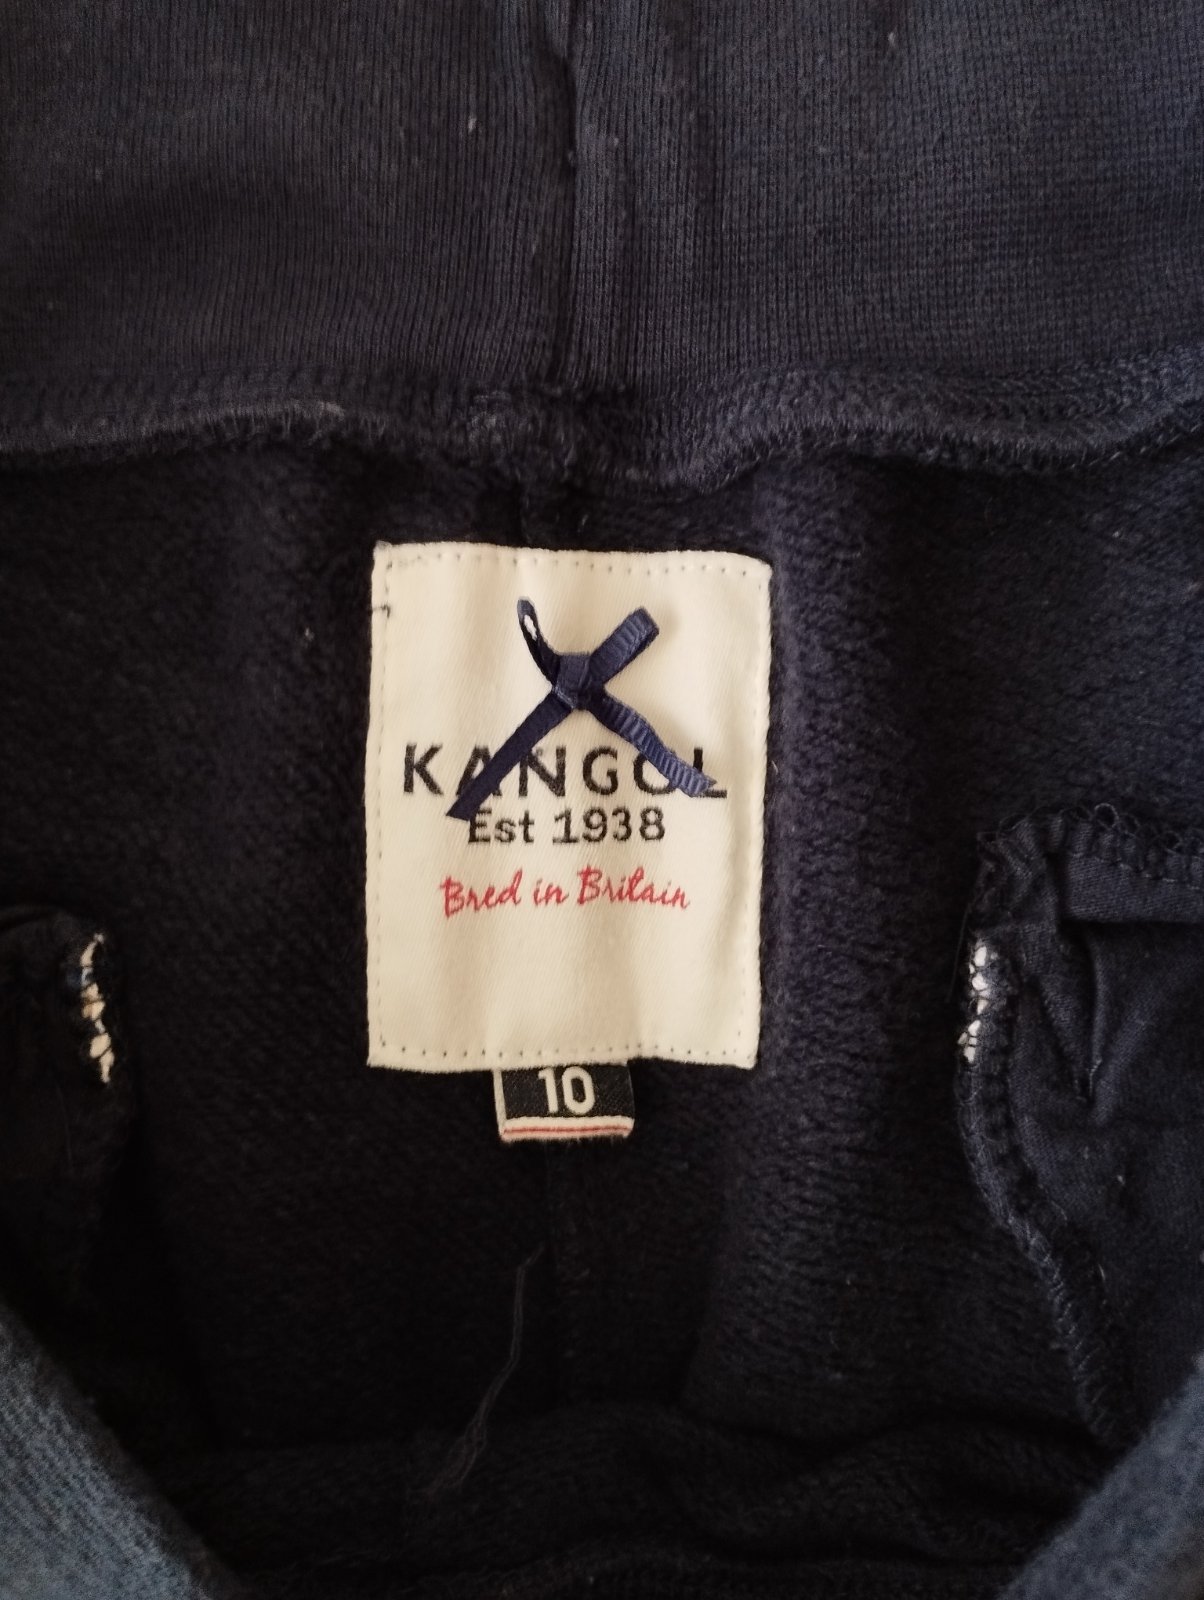 KANGOL
Est 1938
Bred in Britain
10